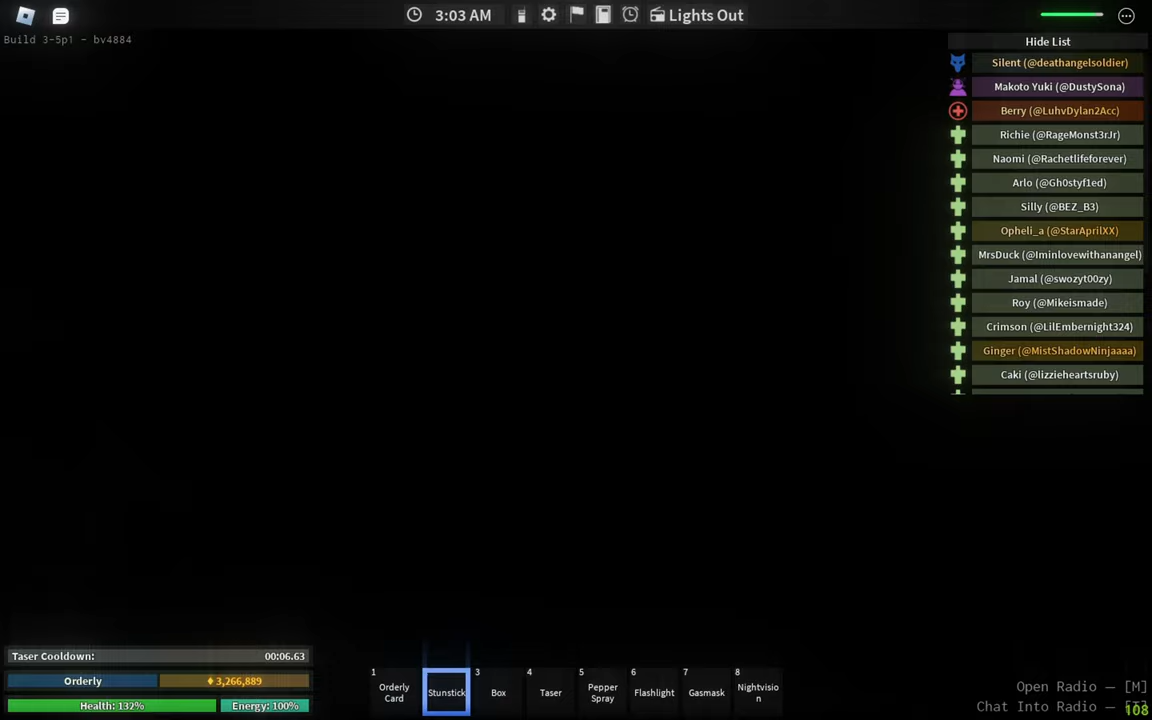 3:03 AM
Lights Out
Build 3-5p1 - bv4884
Hide List
Silent (@deathangelsoldier)
Makoto Yuki (@DustySona)
Berry (@LuhvDylan2Acc)
Richie (@RageMonst3rJr)
Naomi (@Rachetlifeforever)
Arlo (@Gh0styf1ed)
Silly (@BEZ_B3)
Opheli_a (@StarAprilXX)
MrsDuck (@Iminlovewithanangel)
Jamal (@swozyt00zy)
Roy (@Mikeismade)
Crimson (@LilEmbernight324)
Ginger (@MistShadowNinjaaaa)
Caki (@lizzieheartsruby)
Taser Cooldown: 00:06.63
Orderly 3,266,889
Health: 132% Energy: 100%
1 Orderly Card
Stunstick
3 Box
4 Taser
5 Pepper Spray
6 Flashlight
7 Gasmask
8 Nightvision
Open Radio — [M]
Chat Into Radio —
108